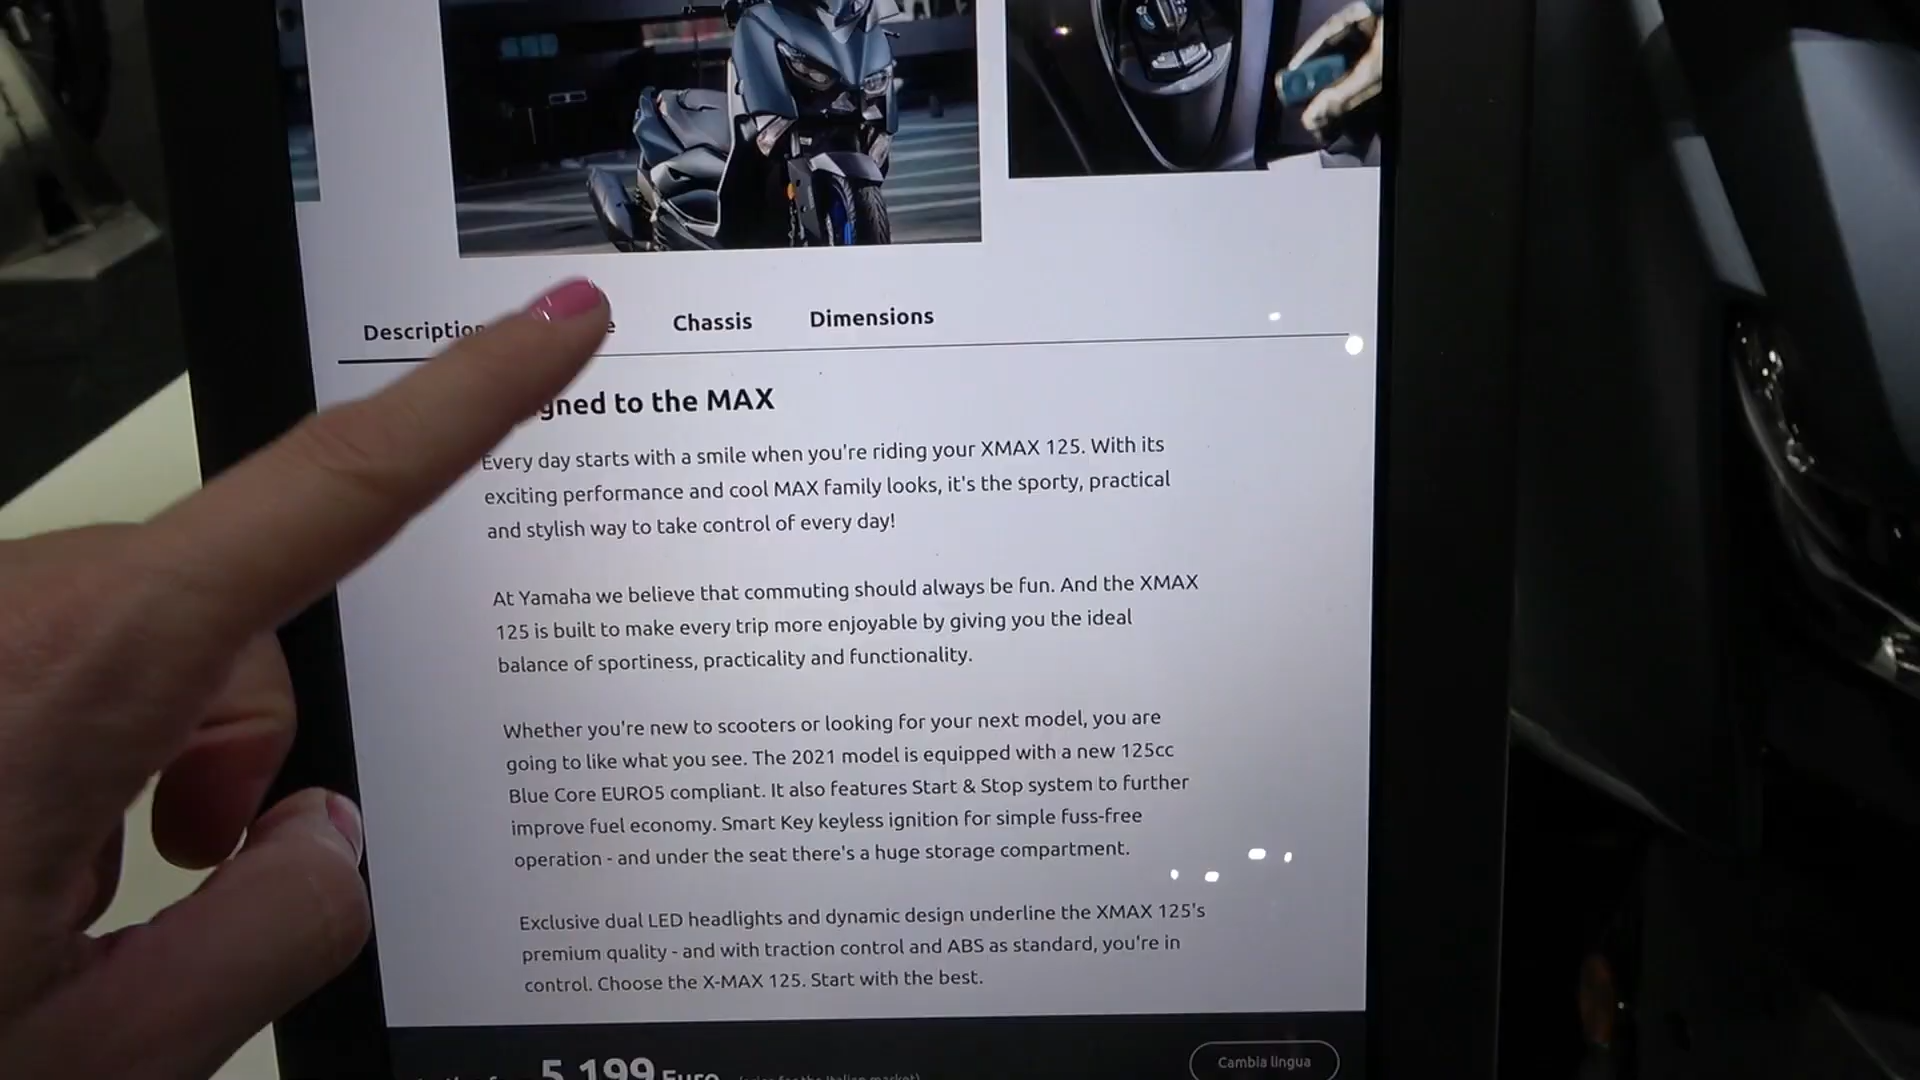 Description Chassis Dimensions
to the MAX
Every day starts with a smile when you're riding your XMAX 125. With its
exciting performance and cool MAX family looks, it's the sporty, practical
and stylish way to take control of every day!
At Yamaha we believe that commuting should always be fun. And the XMAX
125 is built to make every trip more enjoyable by giving you the ideal
balance of sportiness, practicality and functionality.
Whether you're new to scooters or looking for your next model, you are
going to like what you see. The 2021 model is equipped with a new 125cc
Blue Core EURO5 compliant. It also features Start & Stop system to further
improve fuel economy. Smart Key keyless ignition for simple fuss-free
operation - and under the seat there's a huge storage compartment.
Exclusive dual LED headlights and dynamic design underline the XMAX 125's
premium quality - and with traction control and ABS as standard, you're in
control. Choose the X-MAX 125. Start with the best.
5.199 Euro
Cambia lingua